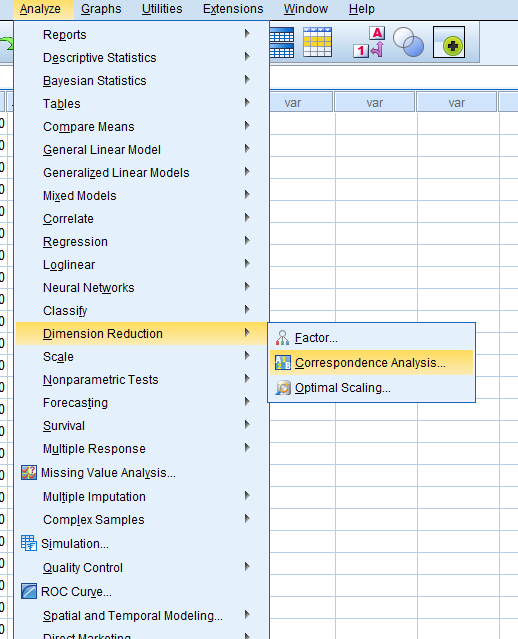 Analyze Graphs Utilities Extensions Window Help
A
1
var var var
Reports
Descriptive Statistics
Bayesian Statistics
Tables
Compare Means
General Linear Model
Generalized Linear Models
Mixed Models
Correlate
Regression
Loglinear
Neural Networks
Classify
Dimension Reduction
Factor...
Scale
Correspondence Analysis...
Nonparametric Tests
Optimal Scaling...
Forecasting
Survival
Multiple Response
Missing Value Analysis...
Multiple Imputation
Complex Samples
Simulation...
Quality Control
ROC Curve...
Spatial and Temporal Modeling...
Direct Marketing